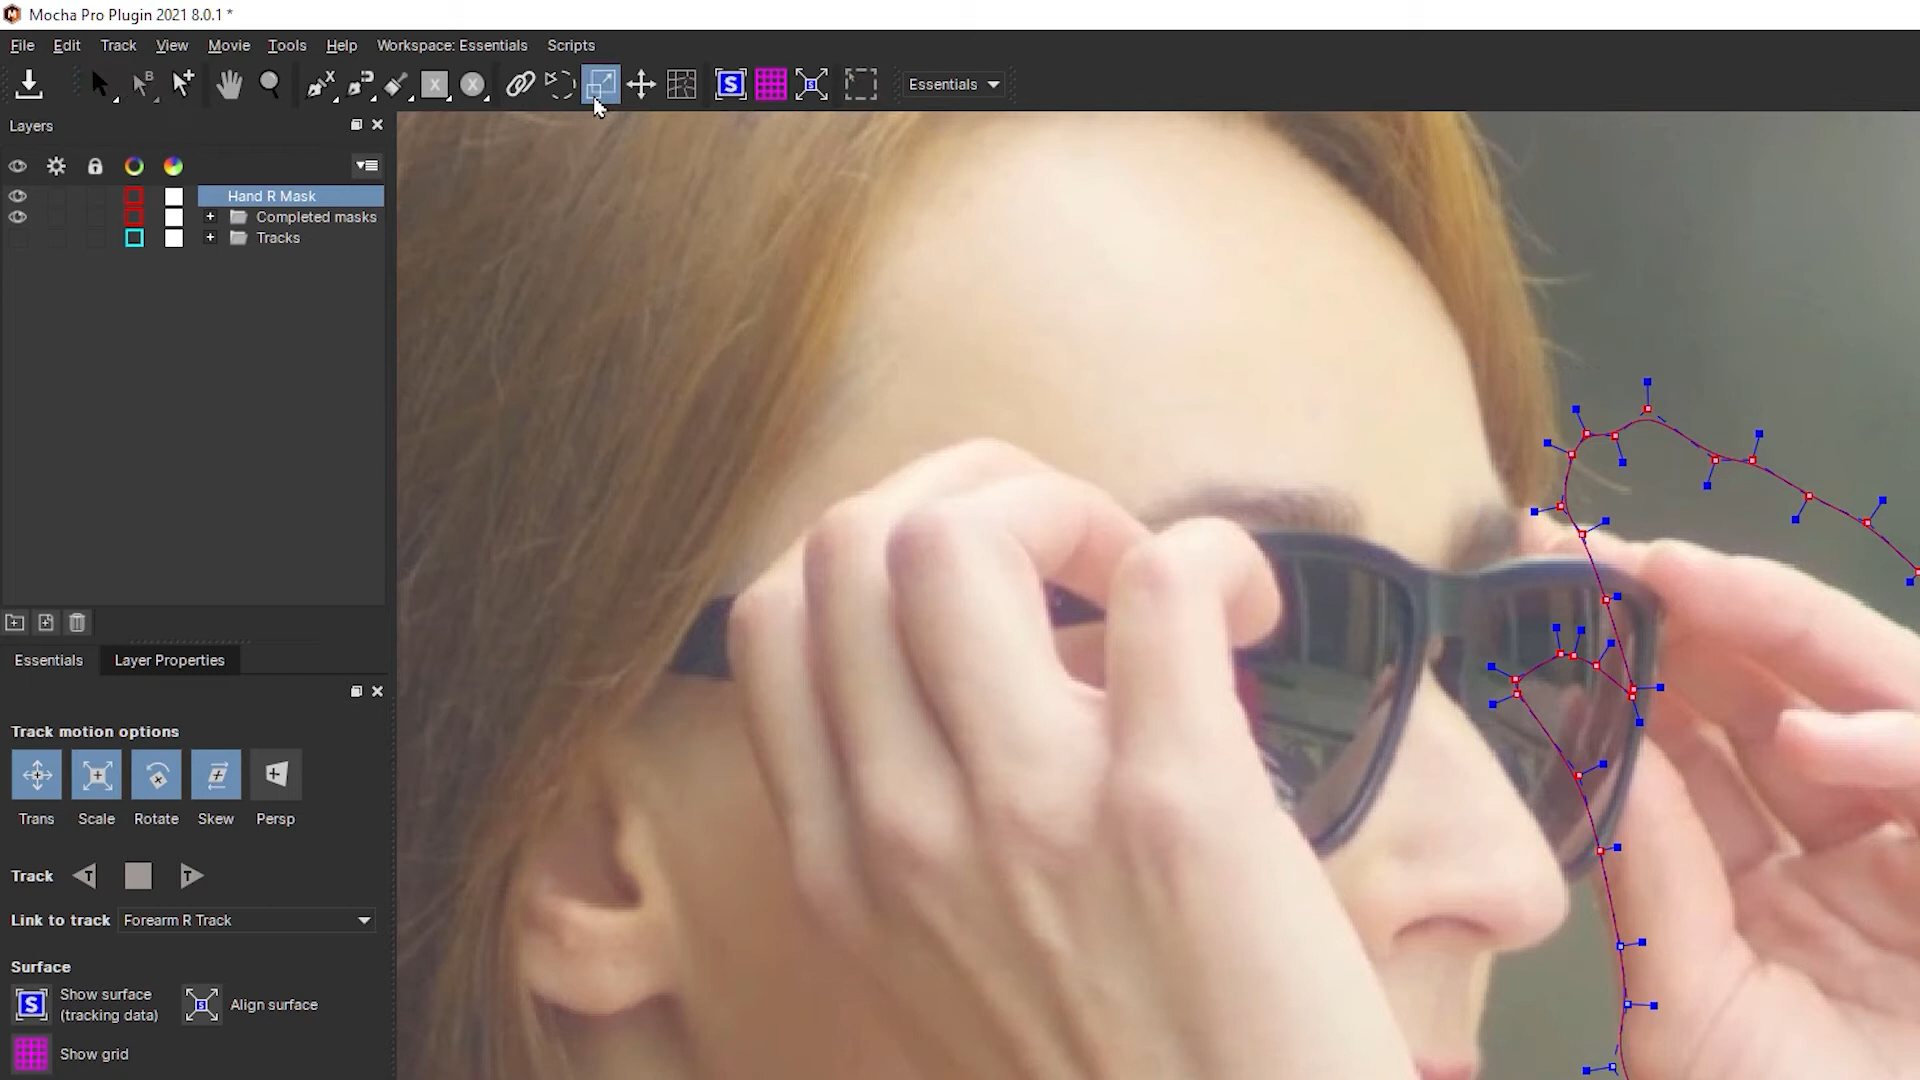 Mocha Pro Plugin 2021 8.0.1 *
File Edit Track View Movie Tools Help Workspace: Essentials Scripts
B X X S S Essentials
Layers
Hand R Mask
Completed masks
Tracks
Essentials Layer Properties
Track motion options
Trans Scale Rotate Skew Persp
Track T T
Link to track Forearm R Track
Surface
S Show surface (tracking data) S Align surface
Show grid